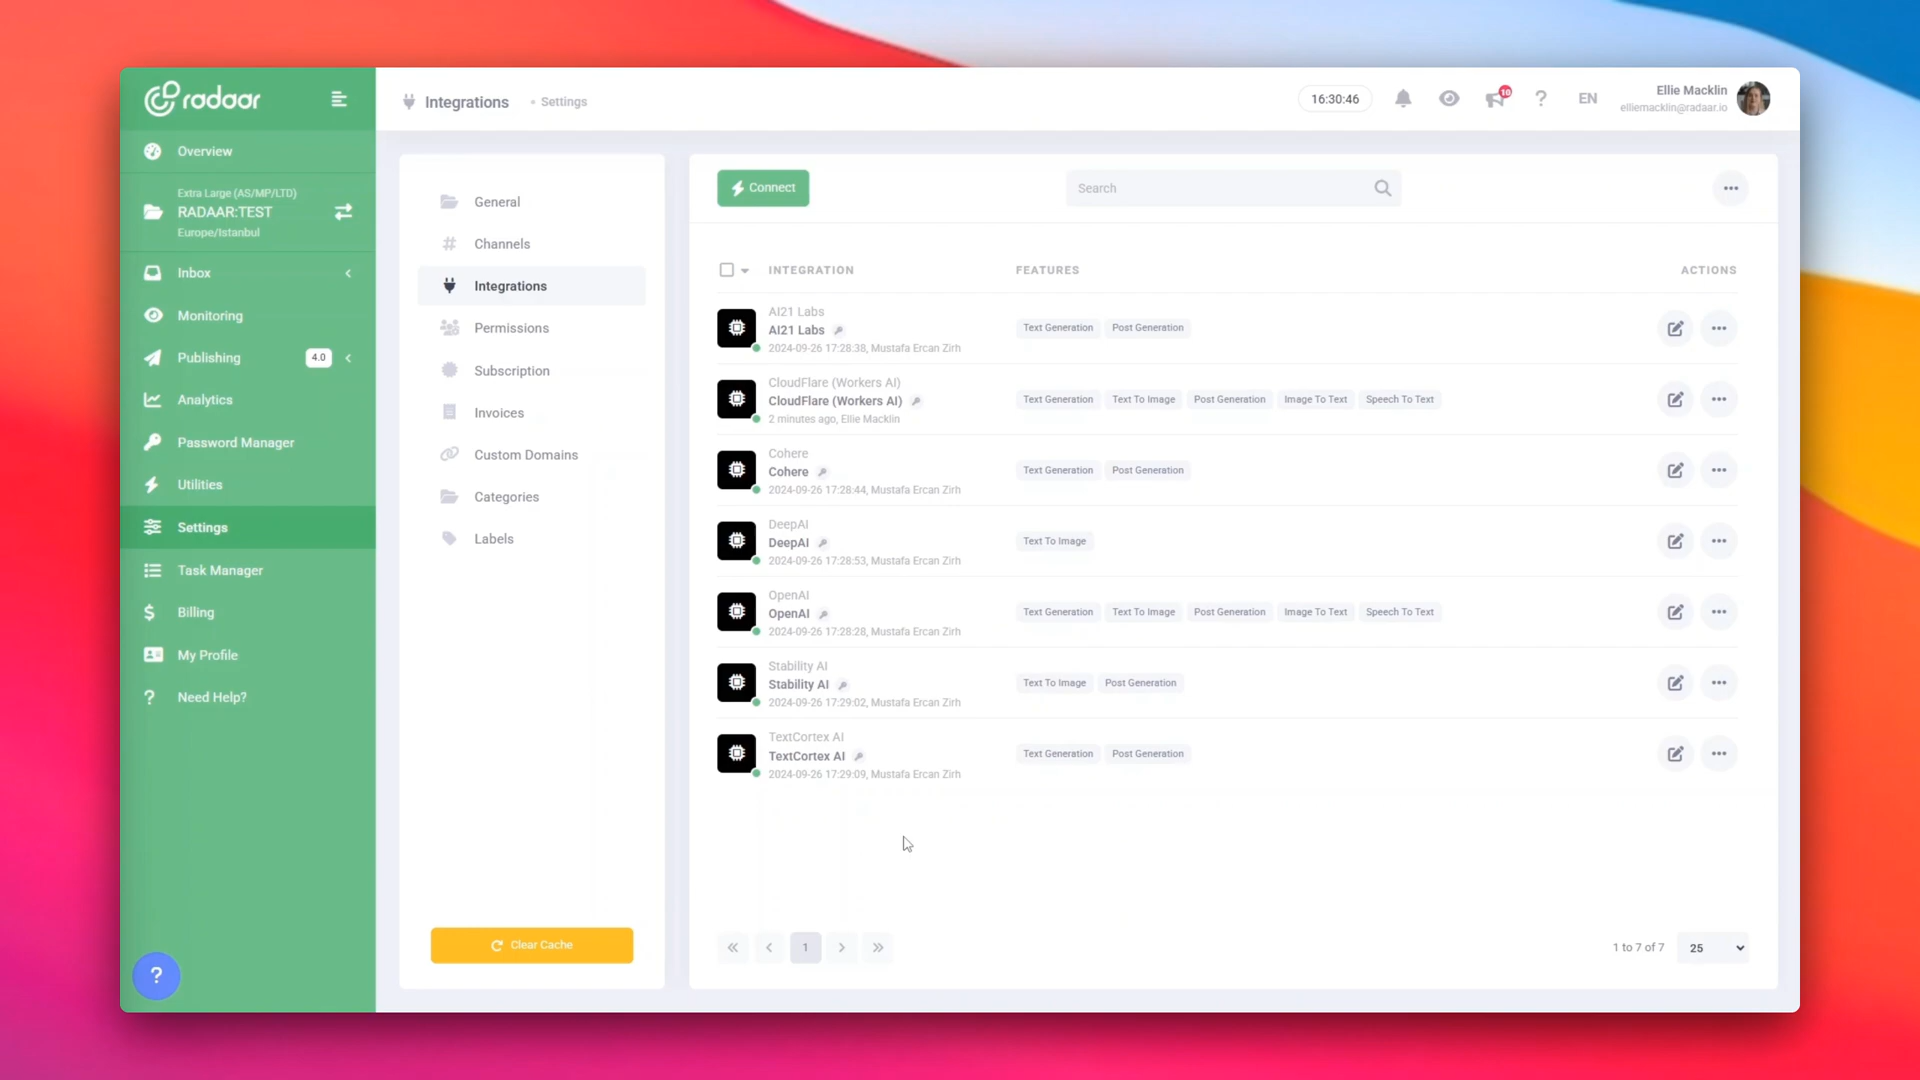 radaar
Integrations
Settings
16:30:46
10
?
EN
Ellie Macklin
elliemacklin@radaar.io
Overview
Extra Large (AS/MP/LTD)
RADAAR:TEST
Europe/Istanbul
Inbox
Monitoring
Publishing
4.0
Analytics
Password Manager
Utilities
Settings
Task Manager
Billing
My Profile
Need Help?
?
General
Channels
Integrations
Permissions
Subscription
Invoices
Custom Domains
Categories
Labels
Clear Cache
Connect
Search
INTEGRATION
FEATURES
ACTIONS
AI21 Labs
AI21 Labs
2024-09-26 17:28:38, Mustafa Ercan Zirh
Text Generation
Post Generation
CloudFlare (Workers AI)
CloudFlare (Workers AI)
2 minutes ago, Ellie Macklin
Text Generation
Text To Image
Post Generation
Image To Text
Speech To Text
Cohere
Cohere
2024-09-26 17:28:44, Mustafa Ercan Zirh
Text Generation
Post Generation
DeepAI
DeepAI
2024-09-26 17:28:53, Mustafa Ercan Zirh
Text To Image
OpenAI
OpenAI
2024-09-26 17:28:28, Mustafa Ercan Zirh
Text Generation
Text To Image
Post Generation
Image To Text
Speech To Text
Stability AI
Stability AI
2024-09-26 17:29:02, Mustafa Ercan Zirh
Text To Image
Post Generation
TextCortex AI
TextCortex AI
2024-09-26 17:29:09, Mustafa Ercan Zirh
Text Generation
Post Generation
1
1 to 7 of 7
25